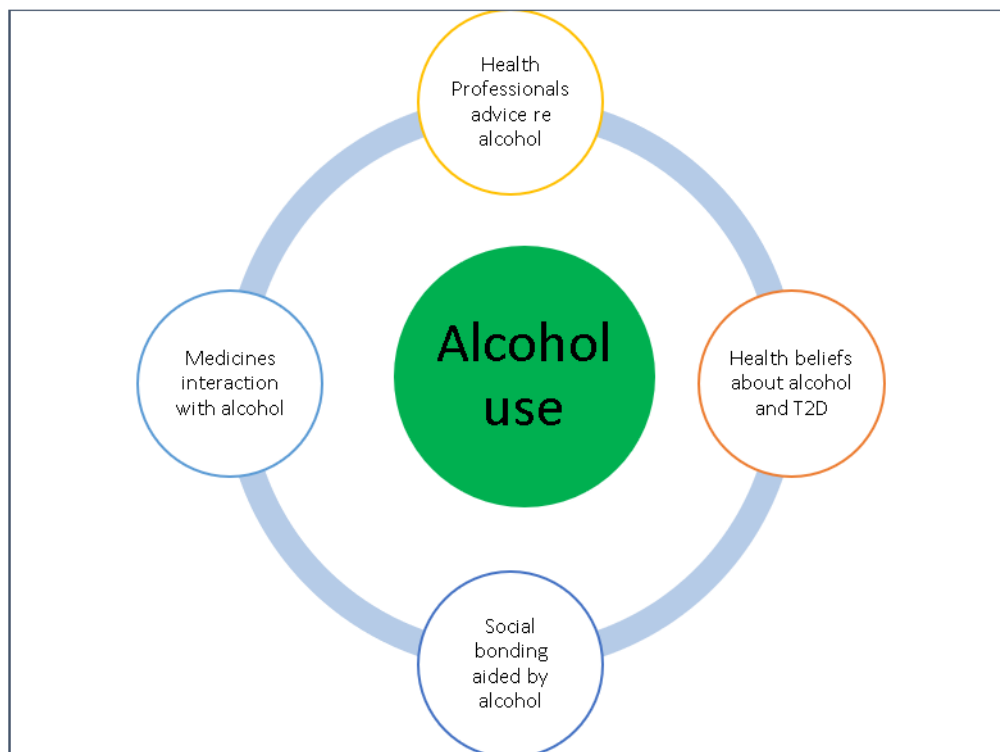 Health
Professionals
advice re
alcohol
Medicines
interaction
with alcohol
Alcohol
use
Health beliefs
about alcohol
and T2D
Social
bonding
aided by
alcohol